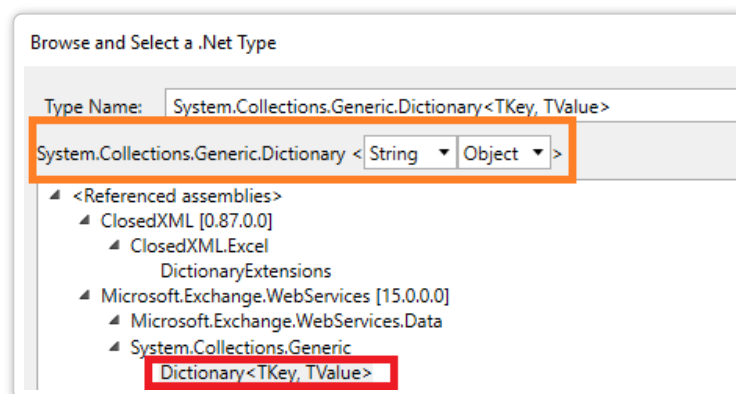 Browse and Select a .Net Type
Type Name: System.Collections.Generic.Dictionary<TKey, TValue>
System.Collections.Generic.Dictionary < String Object >
<Referenced assemblies>
ClosedXML [0.87.0.0]
ClosedXML.Excel
DictionaryExtensions
Microsoft.Exchange.WebServices [15.0.0.0]
Microsoft.Exchange.WebServices.Data
System.Collections.Generic
Dictionary<TKey, TValue>